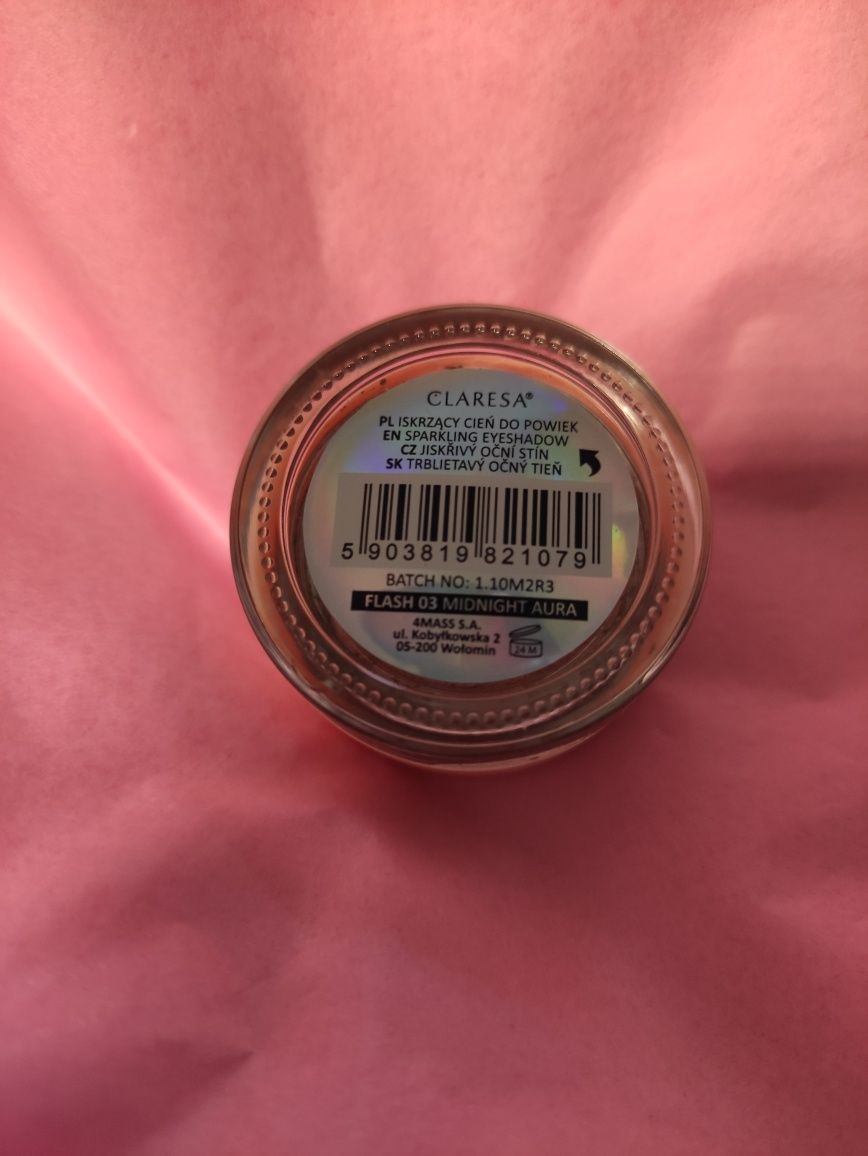 CLARESA®
PL ISKRZĄCY CIEŃ DO POWIEK
EN SPARKLING EYESHADOW
CZ JISKŘIVÝ OČNÍ STÍN
SK TRBLIETAVÝ OČNÝ TIEŇ
5 903819 821079
BATCH NO: 1.10M2R3
FLASH 03 MIDNIGHT AURA
4MASS S.A.
ul. Kobyłkowska 2
05-200 Wołomin
24 M